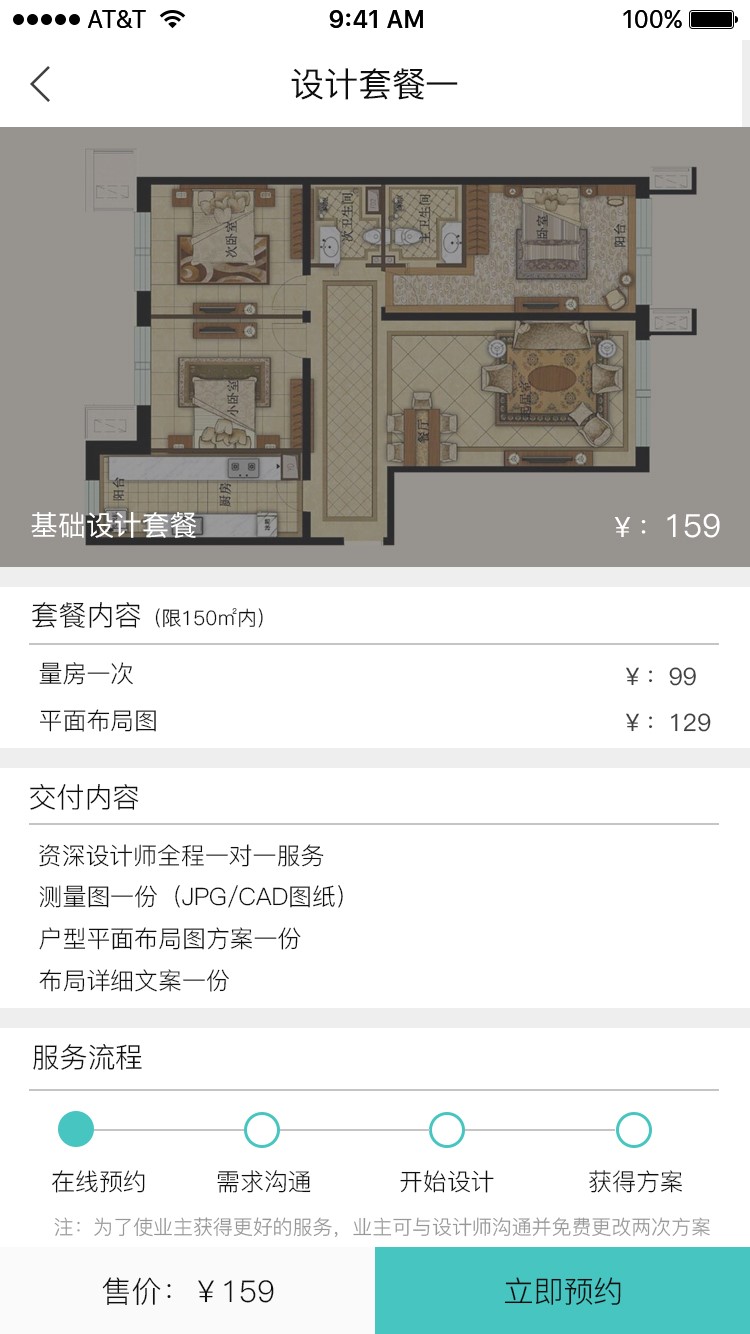 AT&T 9:41 AM 100%
设计套餐一
次卧室
次卫生间
主卫生间
卧室
阳台
小卧室
餐厅
阳台
厨房
基础设计套餐 ¥：159
套餐内容（限150㎡内）
量房一次 ¥：99
平面布局图 ¥：129
交付内容
资深设计师全程一对一服务
测量图一份（JPG/CAD图纸）
户型平面布局图方案一份
布局详细文案一份
服务流程
在线预约 需求沟通 开始设计 获得方案
注：为了使业主获得更好的服务，业主可与设计师沟通并免费更改两次方案
售价：¥159 立即预约